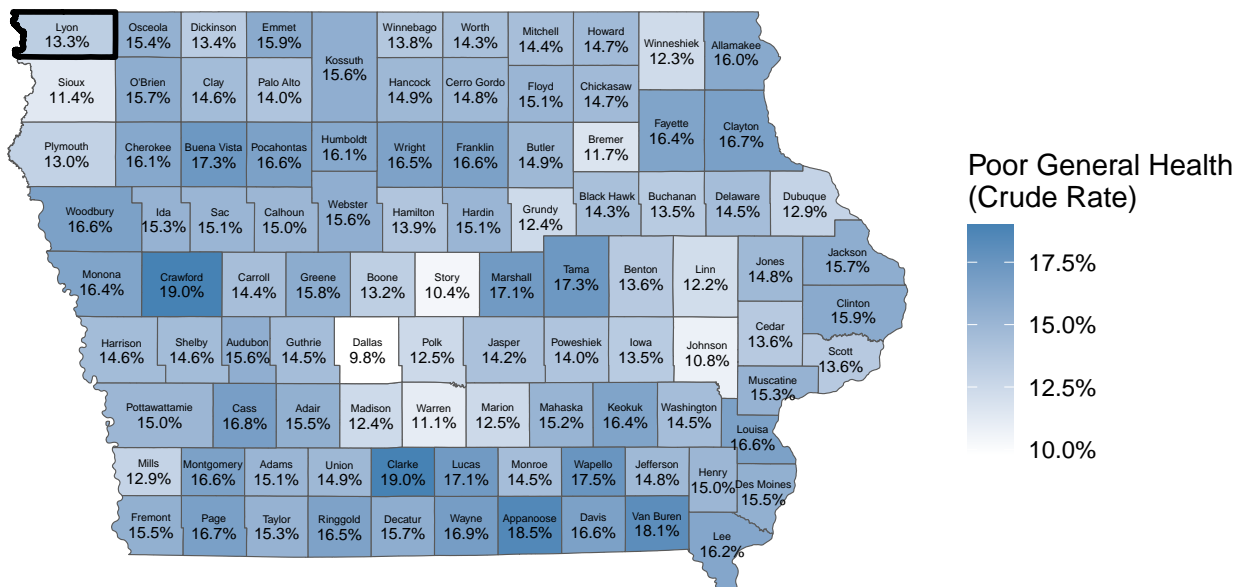 Lyon
13.3%
Osceola
15.4%
Dickinson
13.4%
Emmet
15.9%
Kossuth
15.6%
Winnebago
13.8%
Worth
14.3%
Mitchell
14.4%
Howard
14.7%
Winneshiek
12.3%
Allamakee
16.0%
Sioux
11.4%
O'Brien
15.7%
Clay
14.6%
Palo Alto
14.0%
Hancock
14.9%
Cerro Gordo
14.8%
Floyd
15.1%
Chickasaw
14.7%
Plymouth
13.0%
Cherokee
16.1%
Buena Vista
17.3%
Pocahontas
16.6%
Humboldt
16.1%
Wright
16.5%
Franklin
16.6%
Butler
14.9%
Bremer
11.7%
Fayette
16.4%
Clayton
16.7%
Woodbury
16.6%
Ida
15.3%
Sac
15.1%
Calhoun
15.0%
Webster
15.6%
Hamilton
13.9%
Hardin
15.1%
Grundy
12.4%
Black Hawk
14.3%
Buchanan
13.5%
Delaware
14.5%
Dubuque
12.9%
Monona
16.4%
Crawford
19.0%
Carroll
14.4%
Greene
15.8%
Boone
13.2%
Story
10.4%
Marshall
17.1%
Tama
17.3%
Benton
13.6%
Linn
12.2%
Jones
14.8%
Jackson
15.7%
Clinton
15.9%
Harrison
14.6%
Shelby
14.6%
Audubon
15.6%
Guthrie
14.5%
Dallas
9.8%
Polk
12.5%
Jasper
14.2%
Poweshiek
14.0%
Iowa
13.5%
Johnson
10.8%
Cedar
13.6%
Scott
13.6%
Muscatine
15.3%
Pottawattamie
15.0%
Cass
16.8%
Adair
15.5%
Madison
12.4%
Warren
11.1%
Marion
12.5%
Mahaska
15.2%
Keokuk
16.4%
Washington
14.5%
Louisa
16.6%
Mills
12.9%
Montgomery
16.6%
Adams
15.1%
Union
14.9%
Clarke
19.0%
Lucas
17.1%
Monroe
14.5%
Wapello
17.5%
Jefferson
14.8%
Henry
15.0%
Des Moines
15.5%
Fremont
15.5%
Page
16.7%
Taylor
15.3%
Ringgold
16.5%
Decatur
15.7%
Wayne
16.9%
Appanoose
18.5%
Davis
16.6%
Van Buren
18.1%
Lee
16.2%
Poor General Health
(Crude Rate)
17.5%
15.0%
12.5%
10.0%